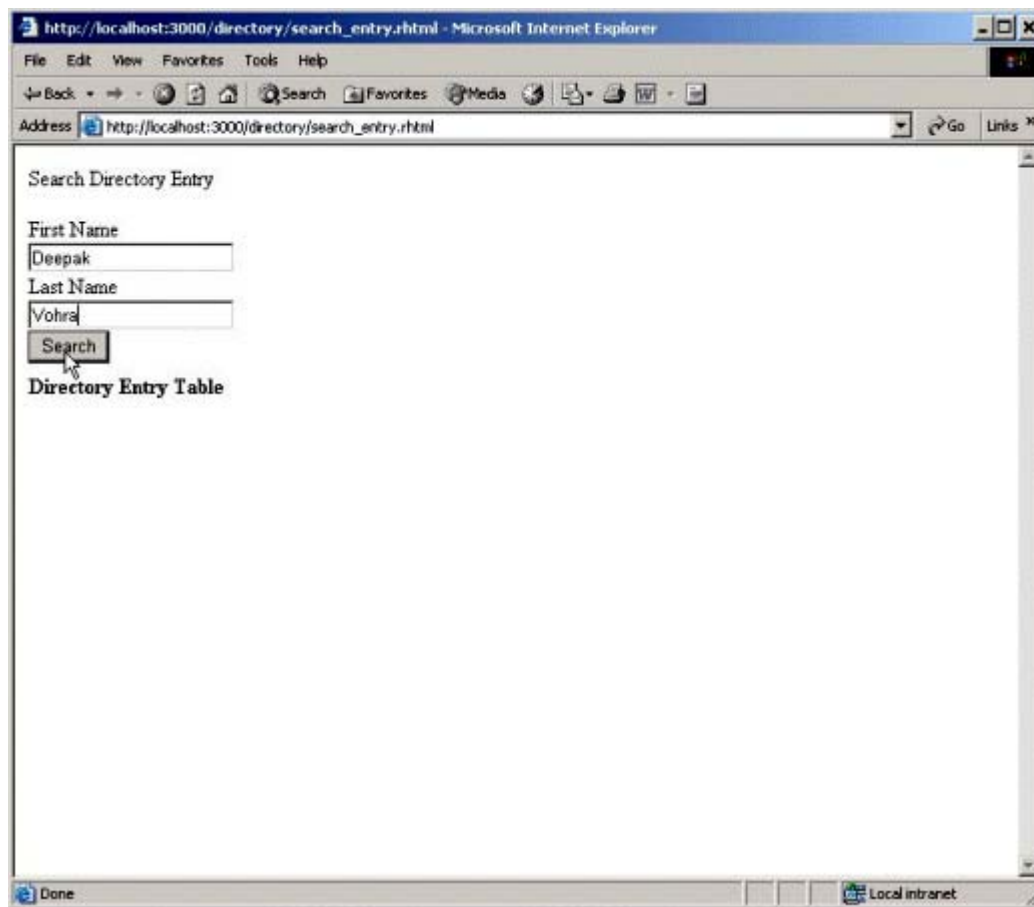 http://localhost:3000/directory/search_entry.rhtml - Microsoft Internet Explorer
File Edit View Favorites Tools Help
Back Search Favorites Media
Address http://localhost:3000/directory/search_entry.rhtml Go Links
Search Directory Entry
First Name
Deepak
Last Name
Vohra
Search
Directory Entry Table
Done Local intranet